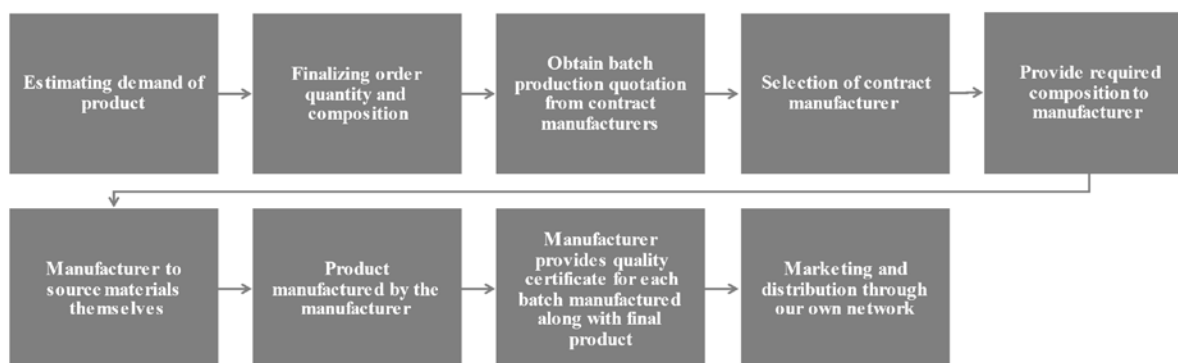 Estimating demand of
product
Finalizing order
quantity and
composition
Obtain batch
production quotation
from contract
manufacturers
Selection of contract
manufacturer
Provide required
composition to
manufacturer
Manufacturer to
source materials
themselves
Product
manufactured by the
manufacturer
Manufacturer
provides quality
certificate for each
batch manufactured
along with final
product
Marketing and
distribution through
our own network